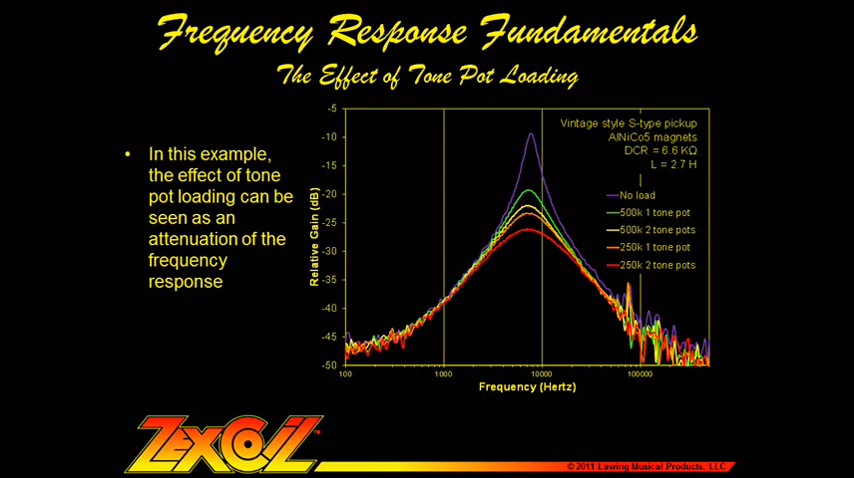 Frequency Response Fundamentals
The Effect of Tone Pot Loading
• In this example,
the effect of tone
pot loading can be
seen as an
attenuation of the
frequency
response
Relative Gain (dB)
-5
-10
-15
-20
-25
-30
-35
-40
-45
-50
Vintage style S-type pickup
AlNiCo5 magnets
DCR = 6.6 KΩ
L = 2.7 H
No load
500k 1 tone pot
500k 2 tone pots
250k 1 tone pot
250k 2 tone pots
100 1000 10000 100000
Frequency (Hertz)
ZEXCOIL™
©2011 Lawing Musical Products, LLC